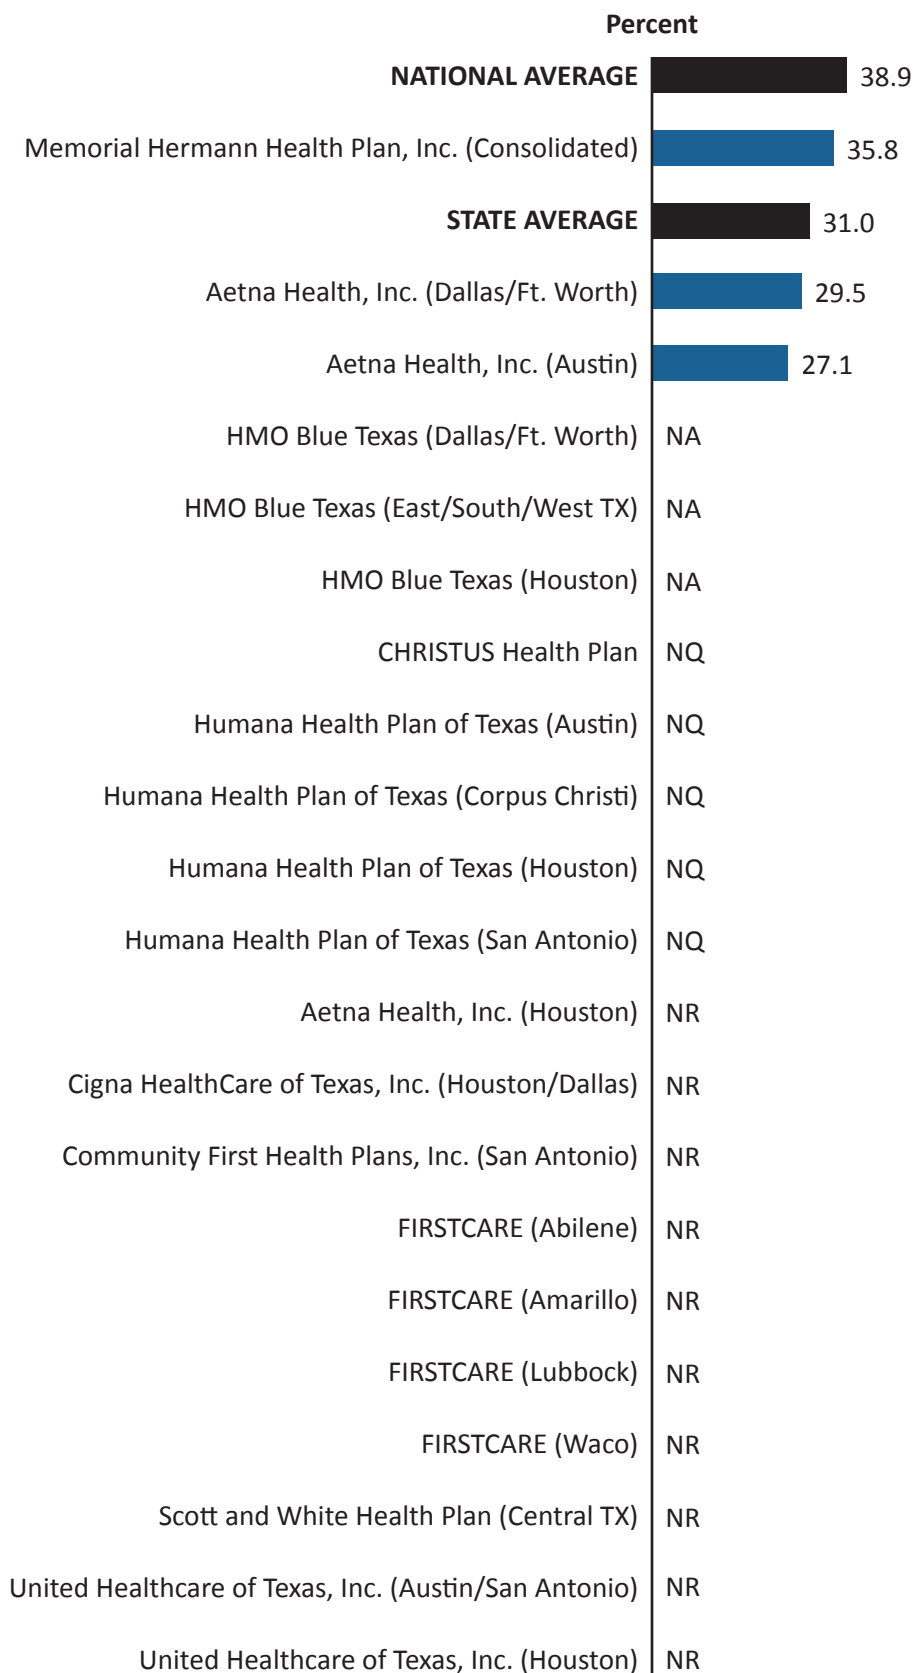 Percent
NATIONAL AVERAGE 38.9
Memorial Hermann Health Plan, Inc. (Consolidated) 35.8
STATE AVERAGE 31.0
Aetna Health, Inc. (Dallas/Ft. Worth) 29.5
Aetna Health, Inc. (Austin) 27.1
HMO Blue Texas (Dallas/Ft. Worth) NA
HMO Blue Texas (East/South/West TX) NA
HMO Blue Texas (Houston) NA
CHRISTUS Health Plan NQ
Humana Health Plan of Texas (Austin) NQ
Humana Health Plan of Texas (Corpus Christi) NQ
Humana Health Plan of Texas (Houston) NQ
Humana Health Plan of Texas (San Antonio) NQ
Aetna Health, Inc. (Houston) NR
Cigna HealthCare of Texas, Inc. (Houston/Dallas) NR
Community First Health Plans, Inc. (San Antonio) NR
FIRSTCARE (Abilene) NR
FIRSTCARE (Amarillo) NR
FIRSTCARE (Lubbock) NR
FIRSTCARE (Waco) NR
Scott and White Health Plan (Central TX) NR
United Healthcare of Texas, Inc. (Austin/San Antonio) NR
United Healthcare of Texas, Inc. (Houston) NR